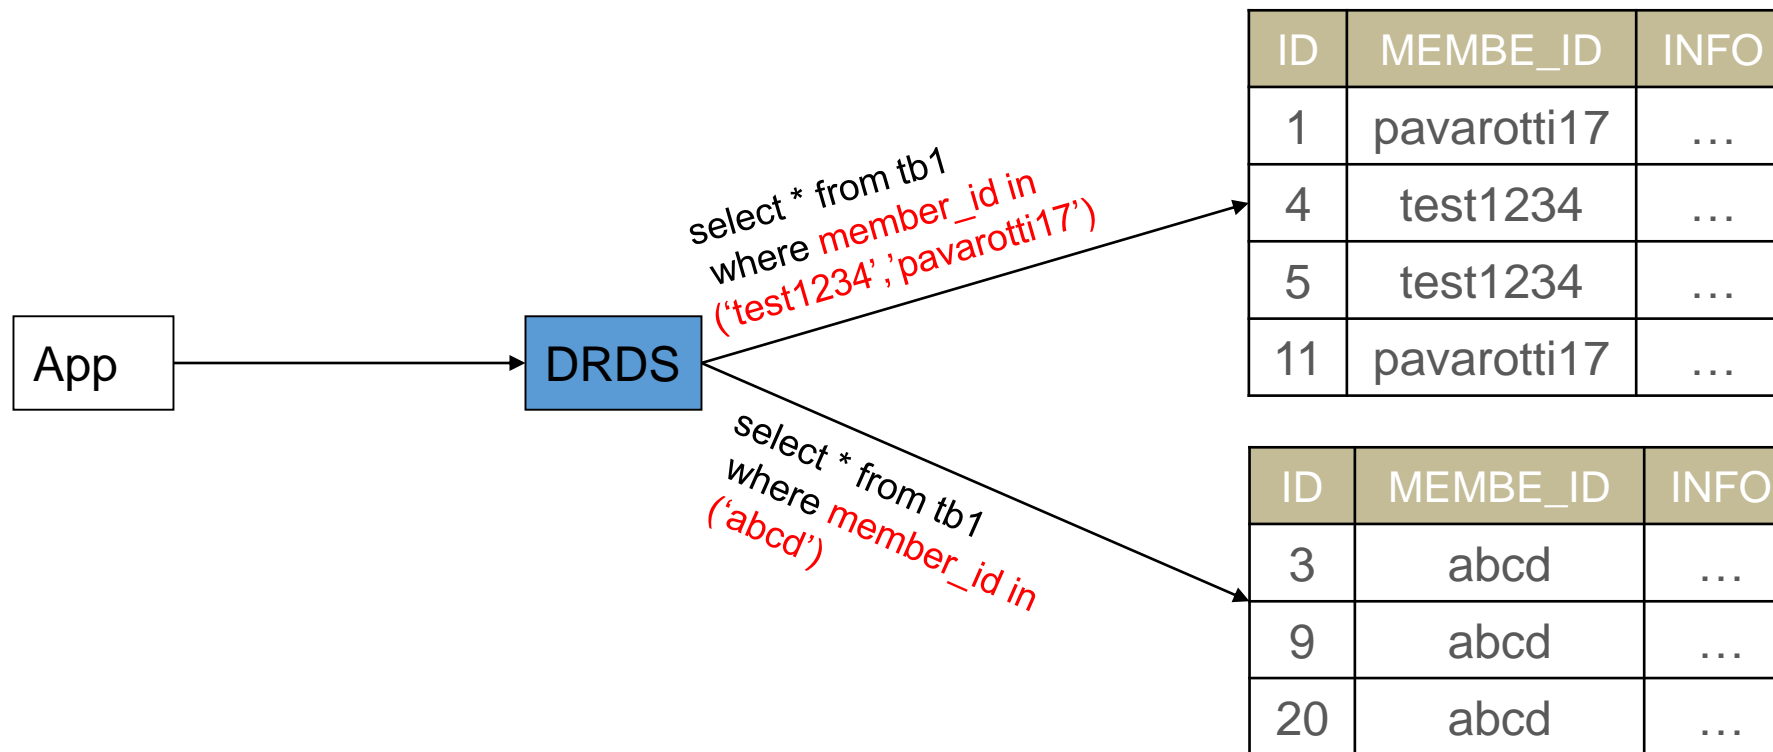 App
DRDS
select * from tb1
where member_id in
(‘test1234’,’pavarotti17’)
select * from tb1
where member_id in
(‘abcd’)
ID MEMBE_ID INFO
1 pavarotti17 …
4 test1234 …
5 test1234 …
11 pavarotti17 …
ID MEMBE_ID INFO
3 abcd …
9 abcd …
20 abcd …